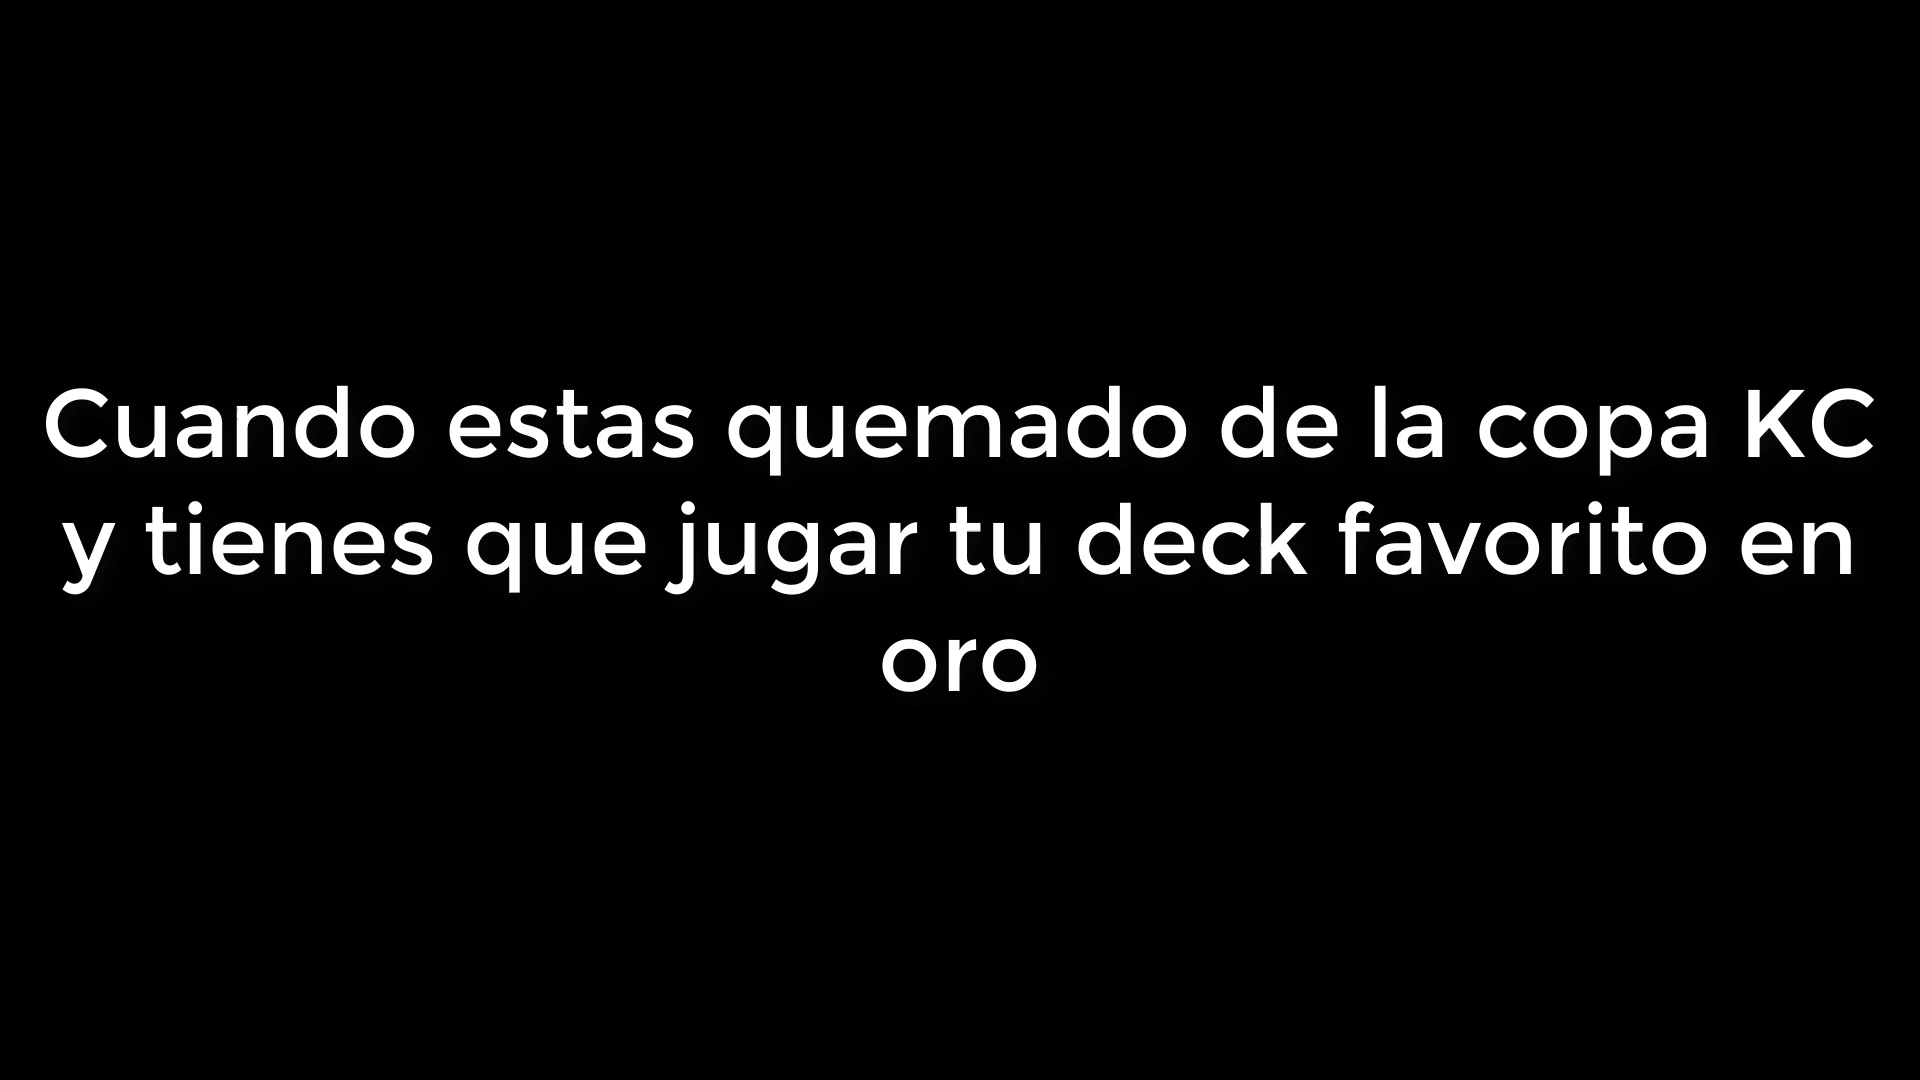 Cuando estas quemado de la copa KC
y tienes que jugar tu deck favorito en
oro